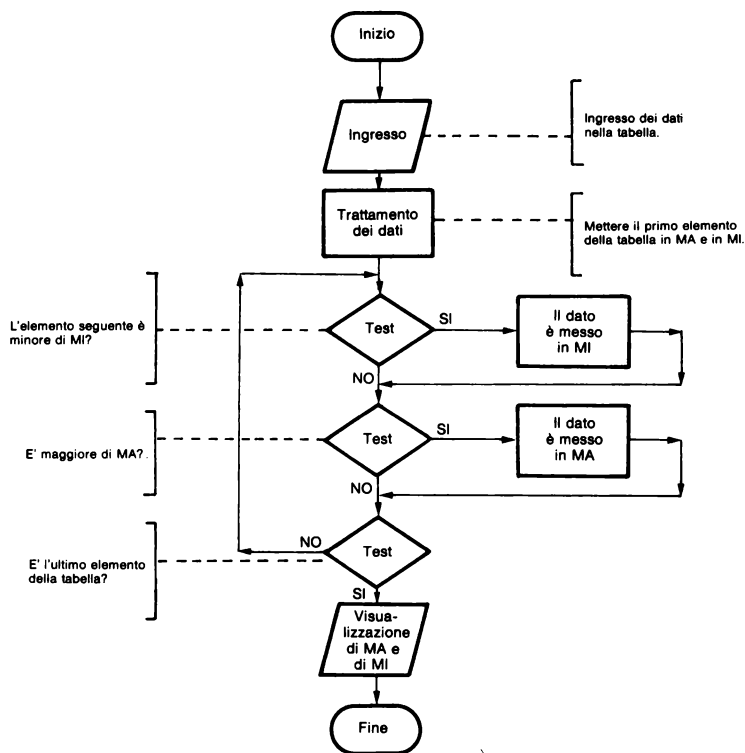 Inizio
Ingresso
Ingresso dei dati
nella tabella.
Trattamento
dei dati
Mettere il primo elemento
della tabella in MA e in MI.
L'elemento seguente è
minore di MI?
Test
SI
Il dato
è messo
in MI
NO
E' maggiore di MA?.
Test
SI
Il dato
è messo
in MA
NO
E' l'ultimo elemento
della tabella?
NO
Test
SI
Visua-
lizzazione
di MA e
di MI
Fine